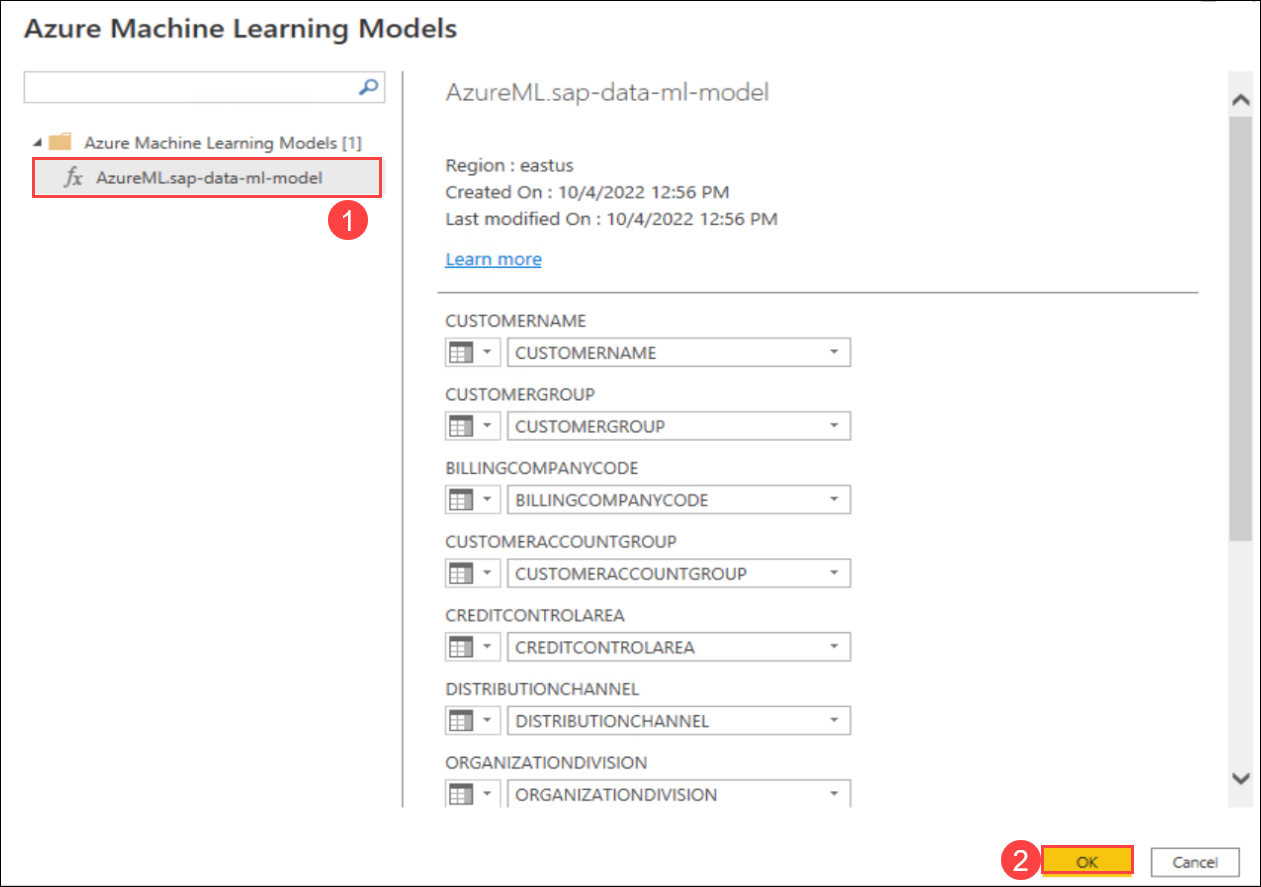 Azure Machine Learning Models
Azure Machine Learning Models [1]
fx AzureML.sap-data-ml-model
1
AzureML.sap-data-ml-model
Region : eastus
Created On : 10/4/2022 12:56 PM
Last modified On : 10/4/2022 12:56 PM
Learn more
CUSTOMERNAME
CUSTOMERNAME
CUSTOMERGROUP
CUSTOMERGROUP
BILLINGCOMPANYCODE
BILLINGCOMPANYCODE
CUSTOMERACCOUNTGROUP
CUSTOMERACCOUNTGROUP
CREDITCONTROLAREA
CREDITCONTROLAREA
DISTRIBUTIONCHANNEL
DISTRIBUTIONCHANNEL
ORGANIZATIONDIVISION
ORGANIZATIONDIVISION
2 OK Cancel